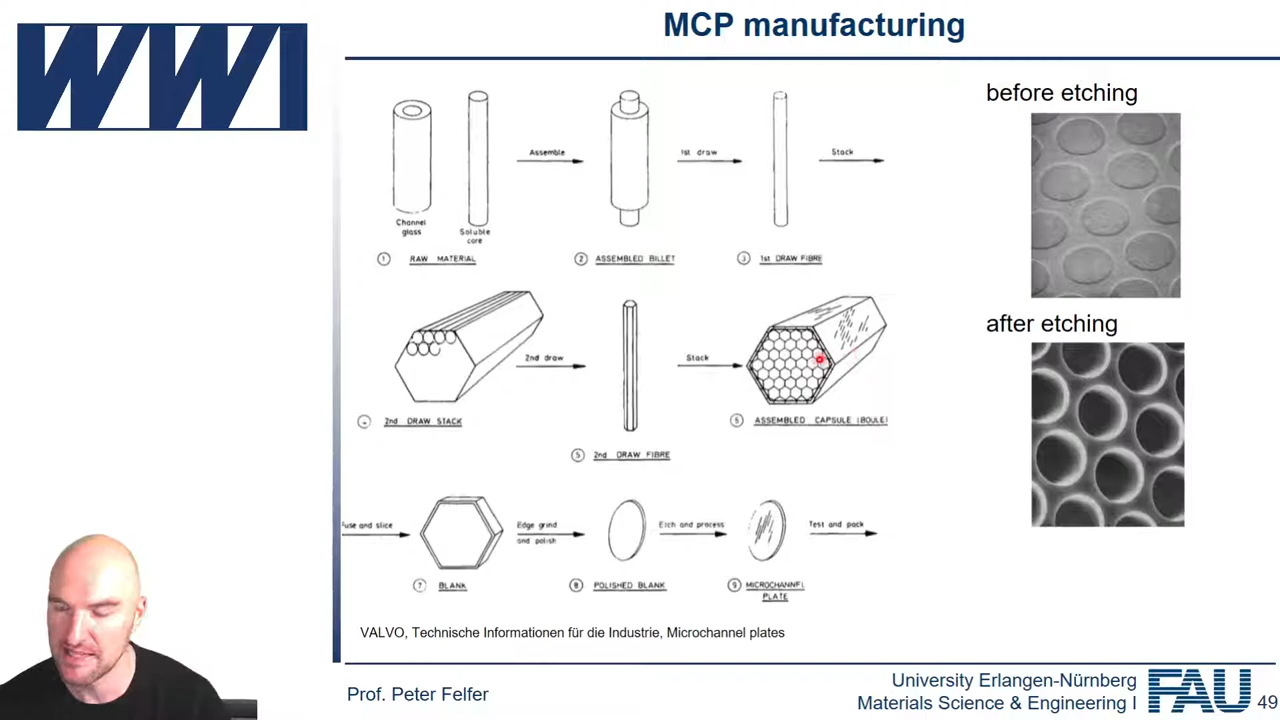 WWI
MCP manufacturing
before etching
Assemble
1st draw
Stack
Channel
glass
Soluble
core
1 RAW MATERIAL
2 ASSEMBLED BILLET
3 1st DRAW FIBRE
after etching
2nd draw
Stack
2nd DRAW STACK
5 2nd DRAW FIBRE
ASSEMBLED CAPSULE (BOULE)
Fuse and slice
Edge grind
and polish
Etch and process
Test and pack
7 BLANK
8 POLISHED BLANK
9 MICROCHANNEL
PLATE
VALVO, Technische Informationen für die Industrie, Microchannel plates
Prof. Peter Felfer
University Erlangen-Nürnberg
Materials Science & Engineering I
FAU
49